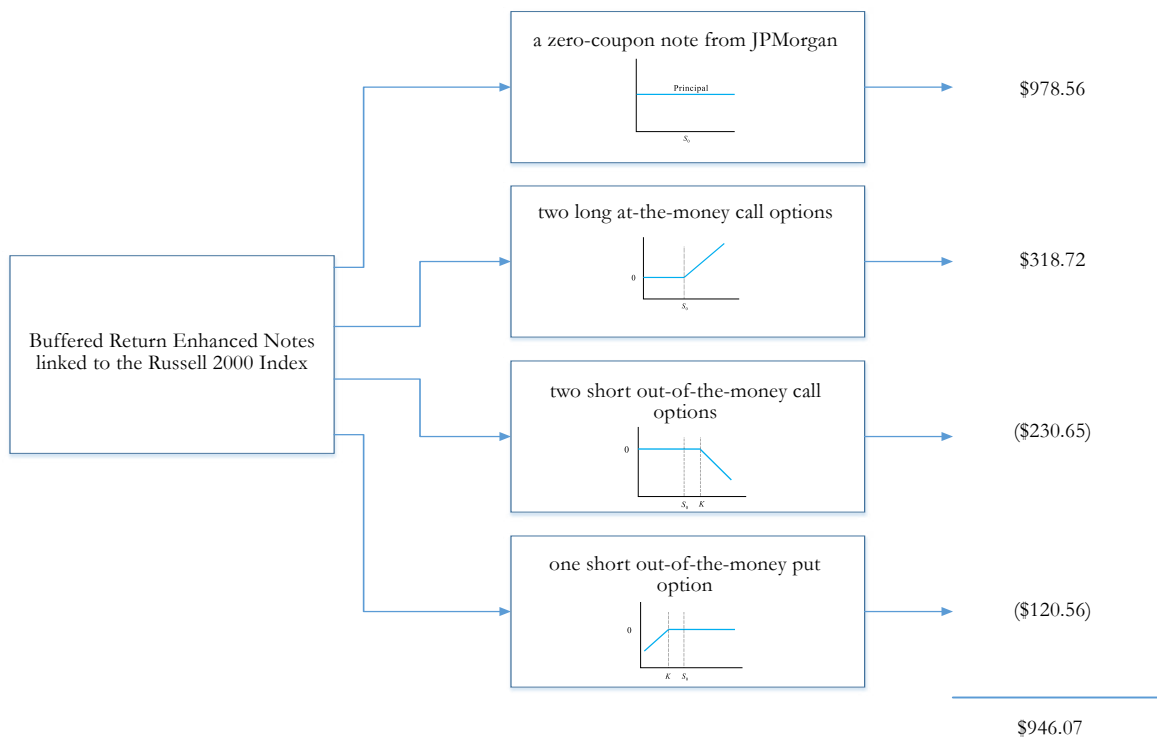 a zero-coupon note from JPMorgan
Principal
S₀
$978.56
two long at-the-money call options
0
S₀
$318.72
Buffered Return Enhanced Notes
linked to the Russell 2000 Index
two short out-of-the-money call
options
0
S₀ K
($230.65)
one short out-of-the-money put
option
0
K S₀
($120.56)
$946.07